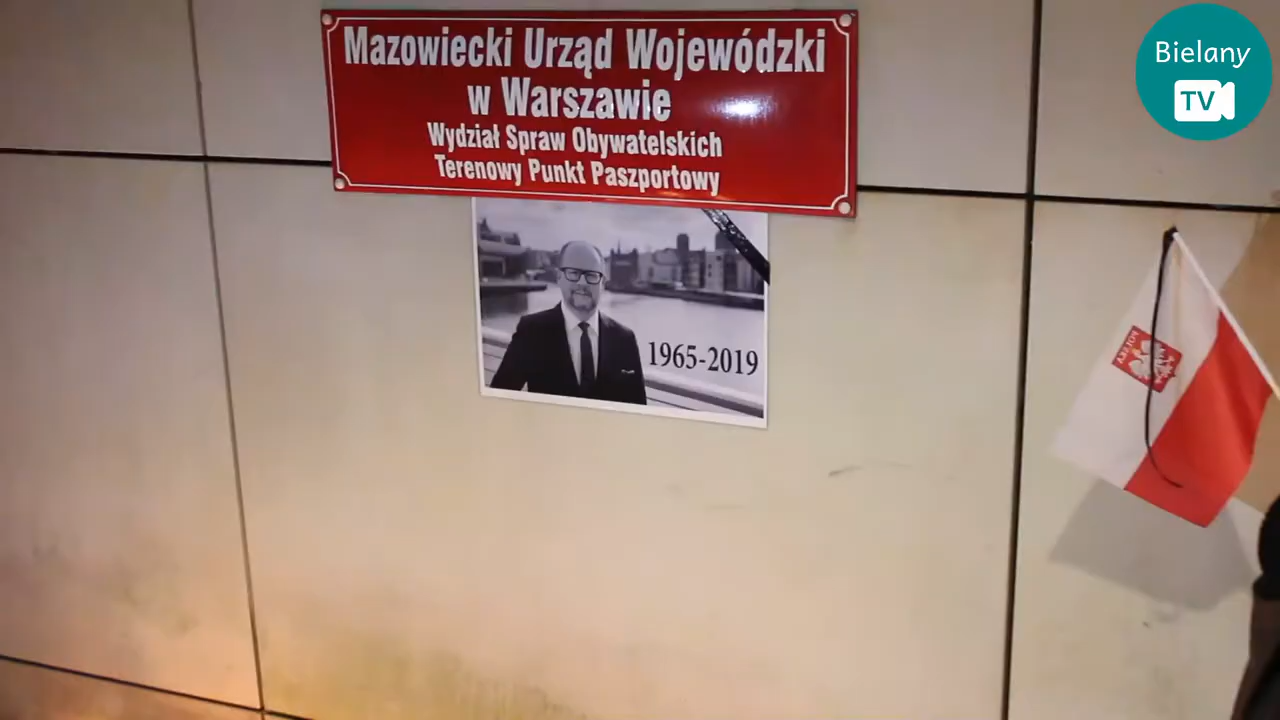 Mazowiecki Urząd Wojewódzki
w Warszawie
Wydział Spraw Obywatelskich
Terenowy Punkt Paszportowy
Bielany
TV
1965-2019